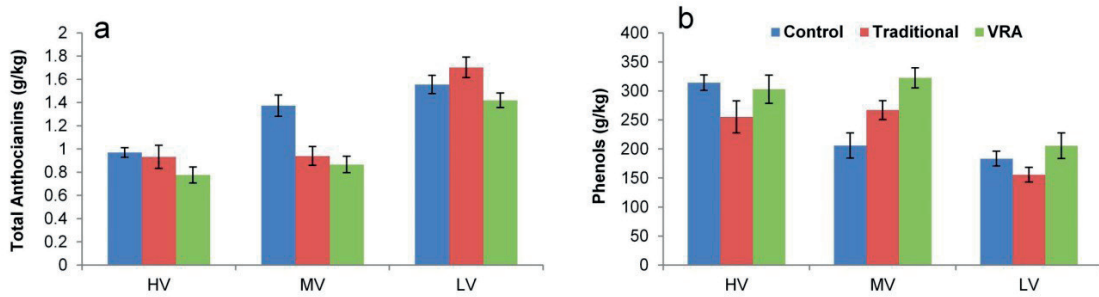 a
Total Anthocianins (g/kg)
2
1.8
1.6
1.4
1.2
1
0.8
0.6
0.4
0.2
0
HV MV LV
b
Control Traditional VRA
Phenols (g/kg)
400
350
300
250
200
150
100
50
0
HV MV LV